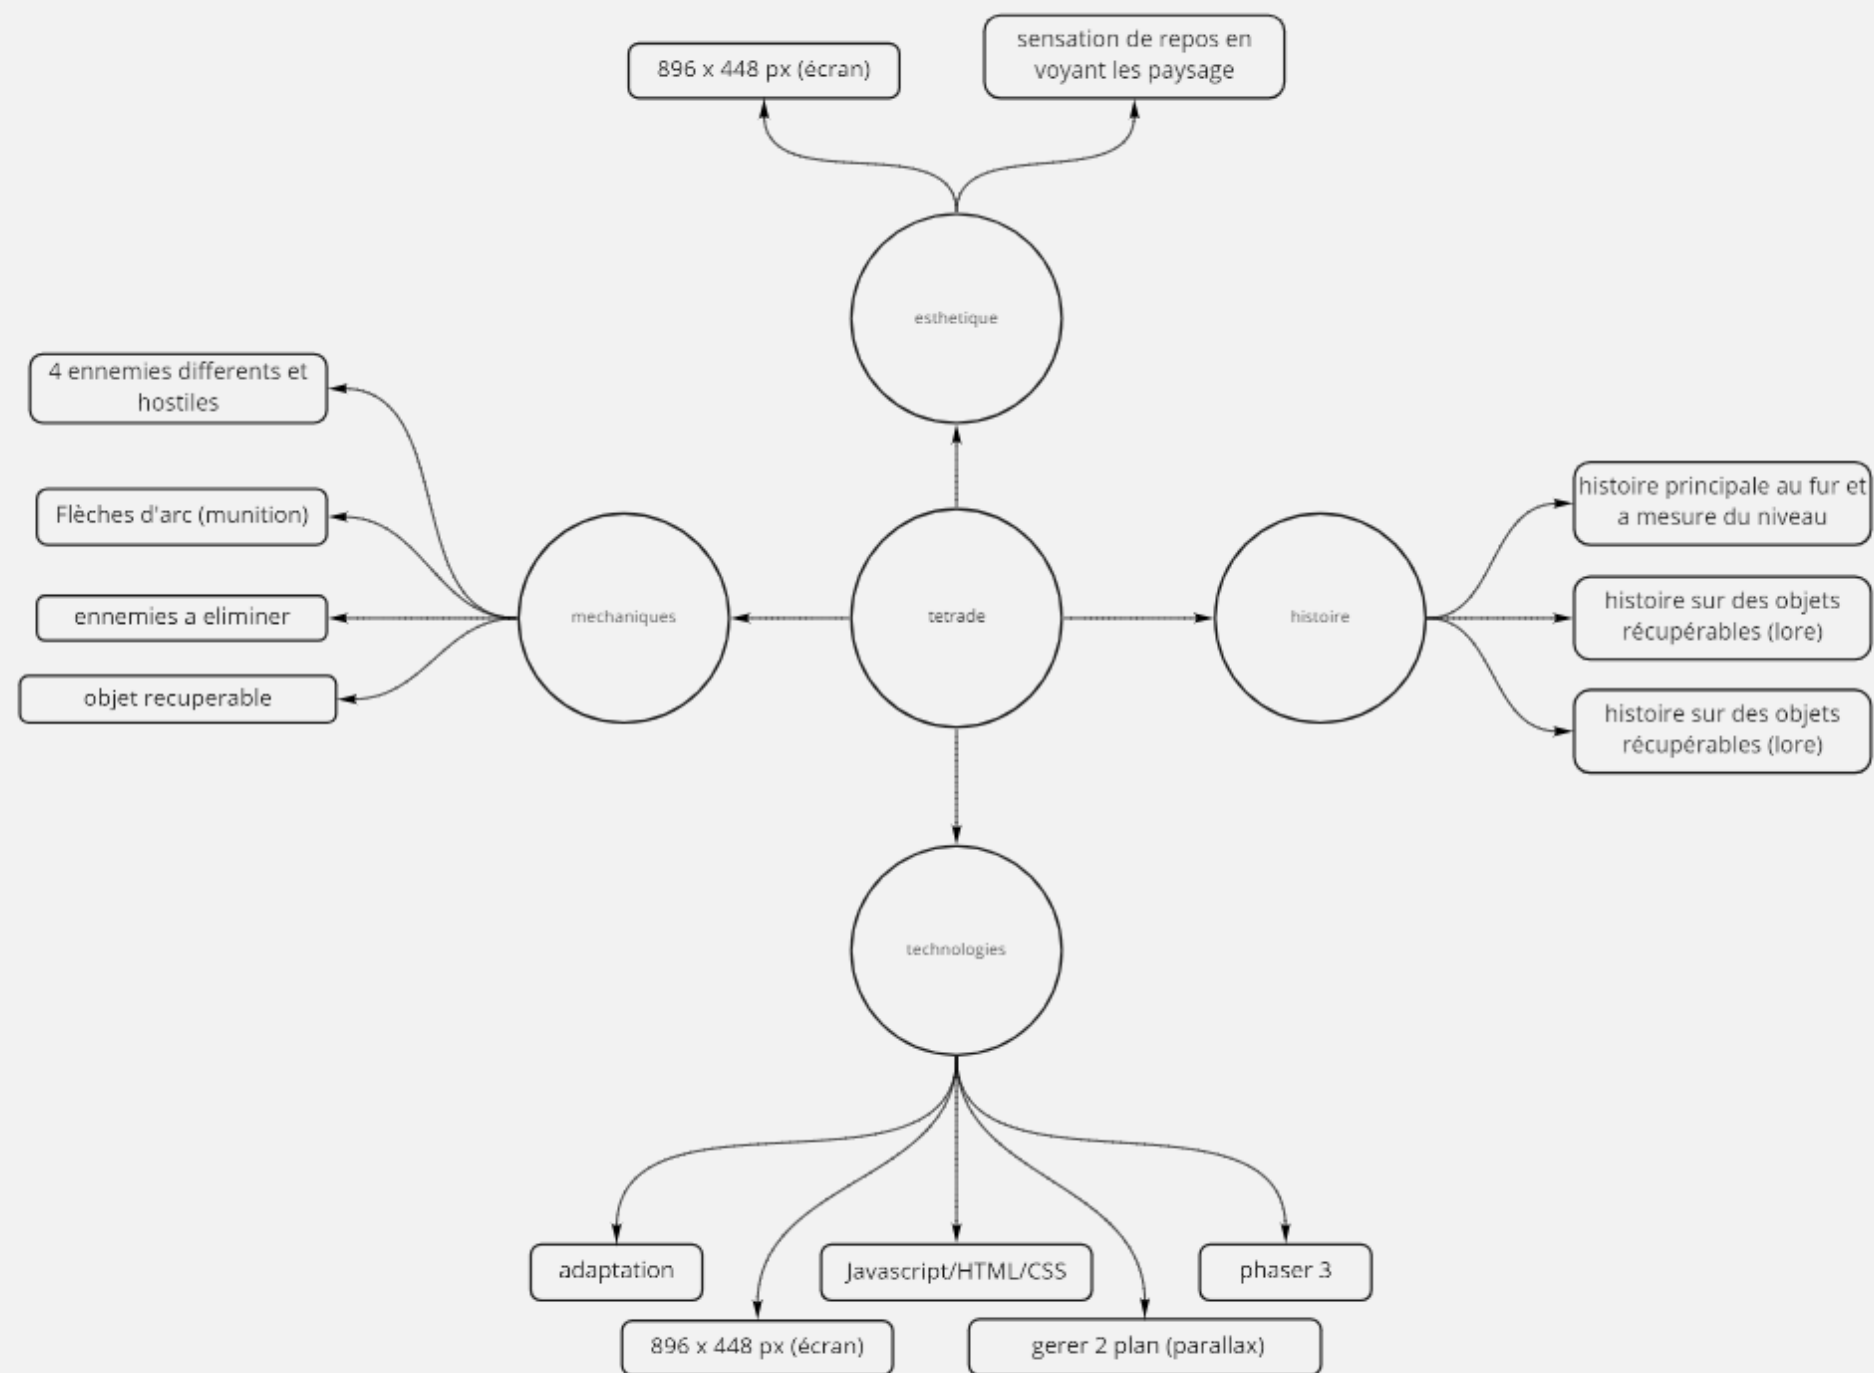 896 x 448 px (écran)
sensation de repos en
voyant les paysage
esthetique
4 ennemies differents et
hostiles
Flèches d'arc (munition)
ennemies a eliminer
objet recuperable
mechaniques
tetrade
histoire
histoire principale au fur et
a mesure du niveau
histoire sur des objets
récupérables (lore)
histoire sur des objets
récupérables (lore)
technologies
adaptation
896 x 448 px (écran)
Javascript/HTML/CSS
gerer 2 plan (parallax)
phaser 3